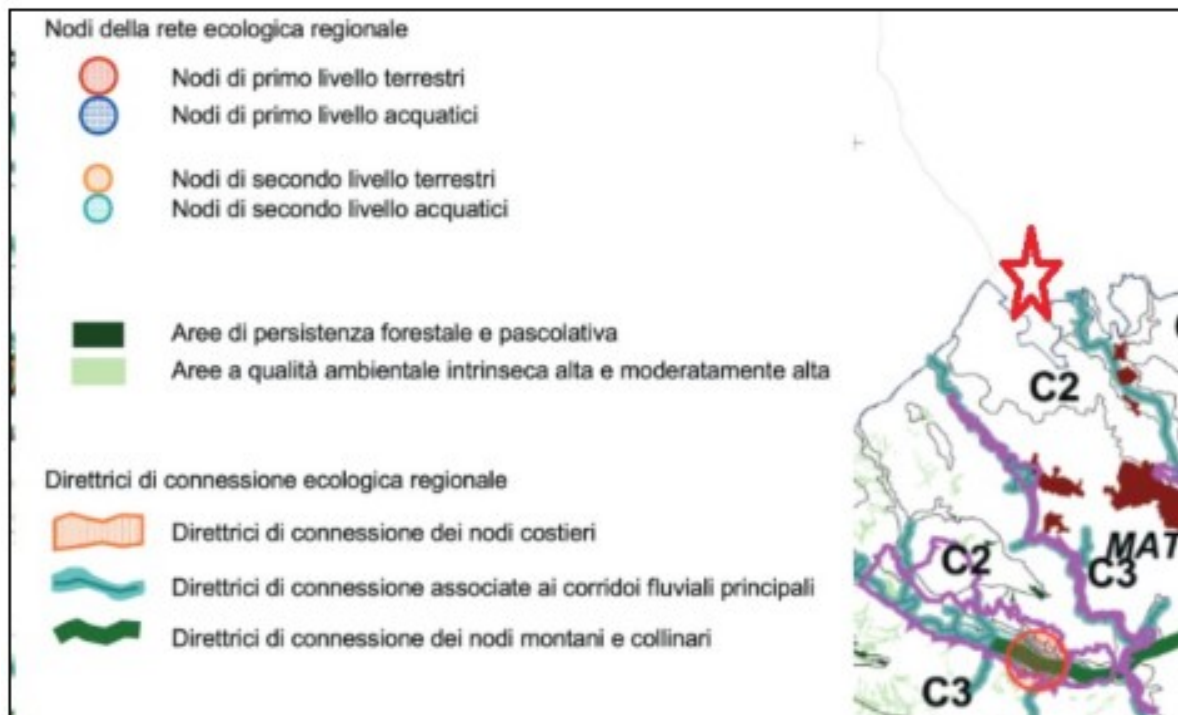 Nodi della rete ecologica regionale
Nodi di primo livello terrestri
Nodi di primo livello acquatici
Nodi di secondo livello terrestri
Nodi di secondo livello acquatici
Aree di persistenza forestale e pascolativa
Aree a qualità ambientale intrinseca alta e moderatamente alta
Direttrici di connessione ecologica regionale
Direttrici di connessione dei nodi costieri
Direttrici di connessione associate ai corridoi fluviali principali
Direttrici di connessione dei nodi montani e collinari
C2
MAT
C2
C3
C3